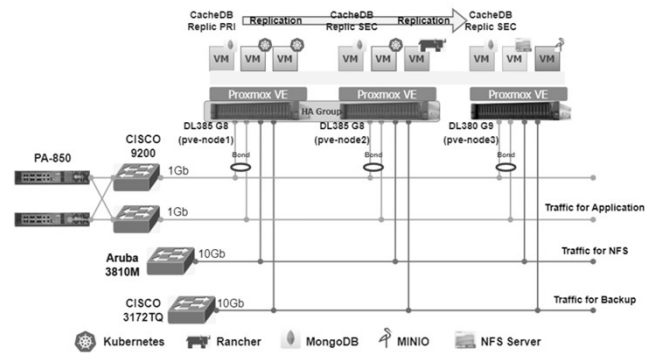 CacheDB
Replic PRI
Replication
CacheDB
Replic SEC
Replication
CacheDB
Replic SEC
VM
VM
VM
VM
VM
VM
VM
VM
VM
Proxmox VE
Proxmox VE
Proxmox VE
HA Group
DL385 G8
(pve-node1)
DL385 G8
(pve-node2)
DL380 G9
(pve-node3)
CISCO
9200
PA-850
Bond
Bond
Bond
1Gb
1Gb
Traffic for Application
Aruba
3810M
10Gb
Traffic for NFS
CISCO
3172TQ
10Gb
Traffic for Backup
Kubernetes
Rancher
MongoDB
MINIO
NFS Server